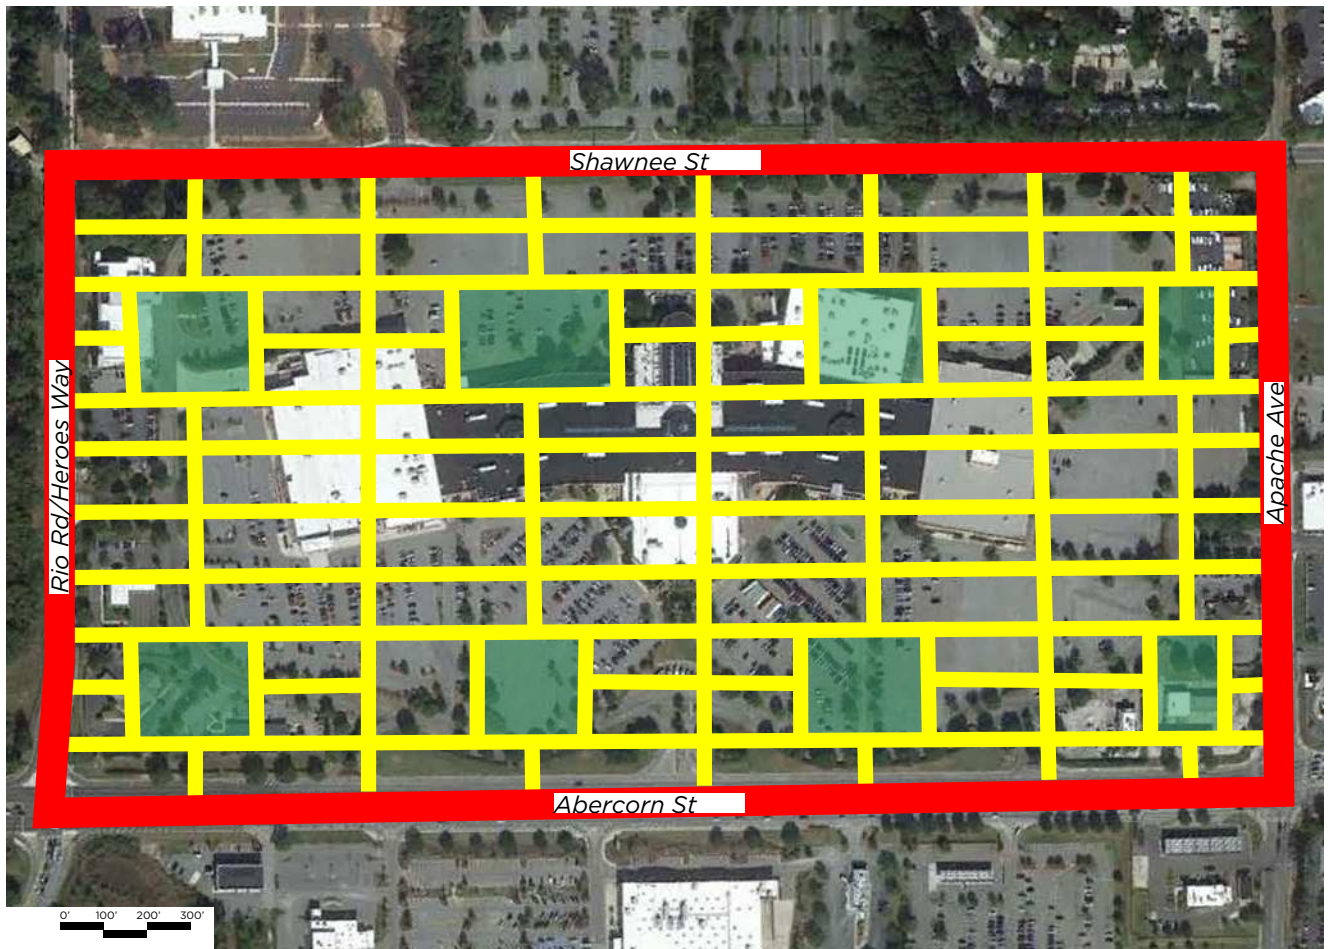 Shawnee St
Rio Rd/Heroes Way
Apache Ave
Abercorn St
0' 100' 200' 300'